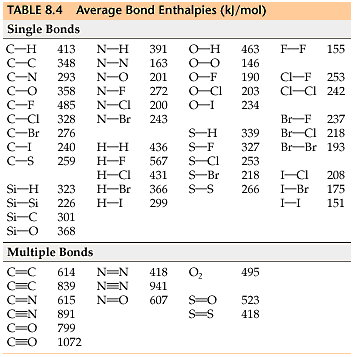 TABLE 8.4 Average Bond Enthalpies (kJ/mol)
Single Bonds
C—H 413 N—H 391 O—H 463 F—F 155
C—C 348 N—N 163 O—O 146
C—N 293 N—O 201 O—F 190 Cl—F 253
C—O 358 N—F 272 O—Cl 203 Cl—Cl 242
C—F 485 N—Cl 200 O—I 234
C—Cl 328 N—Br 243 Br—F 237
C—Br 276 S—H 339 Br—Cl 218
C—I 240 H—H 436 S—F 327 Br—Br 193
C—S 259 H—F 567 S—Cl 253
H—Cl 431 S—Br 218 I—Cl 208
Si—H 323 H—Br 366 S—S 266 I—Br 175
Si—Si 226 H—I 299 I—I 151
Si—C 301
Si—O 368
Multiple Bonds
C=C 614 N=N 418 O₂ 495
C≡C 839 N≡N 941
C=N 615 N=O 607 S=O 523
C≡N 891 S=S 418
C=O 799
C≡O 1072